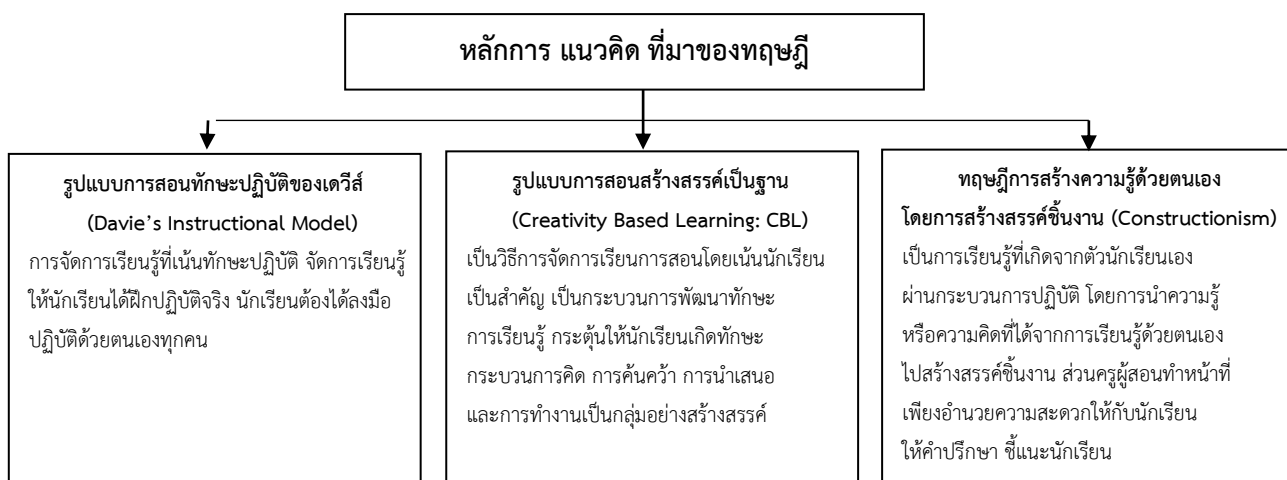 หลักการ แนวคิด ที่มาของทฤษฎี
รูปแบบการสอนทักษะปฏิบัติของเดวีส์
(Davie's Instructional Model)
การจัดการเรียนรู้ที่เน้นทักษะปฏิบัติ จัดการเรียนรู้
ให้นักเรียนได้ฝึกปฏิบัติจริง นักเรียนต้องได้ลงมือ
ปฏิบัติด้วยตนเองทุกคน
รูปแบบการสอนสร้างสรรค์เป็นฐาน
(Creativity Based Learning: CBL)
เป็นวิธีการจัดการเรียนการสอนโดยเน้นนักเรียน
เป็นสำคัญ เป็นกระบวนการพัฒนาทักษะ
การเรียนรู้ กระตุ้นให้นักเรียนเกิดทักษะ
กระบวนการคิด การค้นคว้า การนำเสนอ
และการทำงานเป็นกลุ่มอย่างสร้างสรรค์
ทฤษฎีการสร้างความรู้ด้วยตนเอง
โดยการสร้างสรรค์ชิ้นงาน (Constructionism)
เป็นการเรียนรู้ที่เกิดจากตัวนักเรียนเอง
ผ่านกระบวนการปฏิบัติ โดยการนำความรู้
หรือความคิดที่ได้จากการเรียนรู้ด้วยตนเอง
ไปสร้างสรรค์ชิ้นงาน ส่วนครูผู้สอนทำหน้าที่
เพียงอำนวยความสะดวกให้กับนักเรียน
ให้คำปรึกษา ชี้แนะนักเรียน